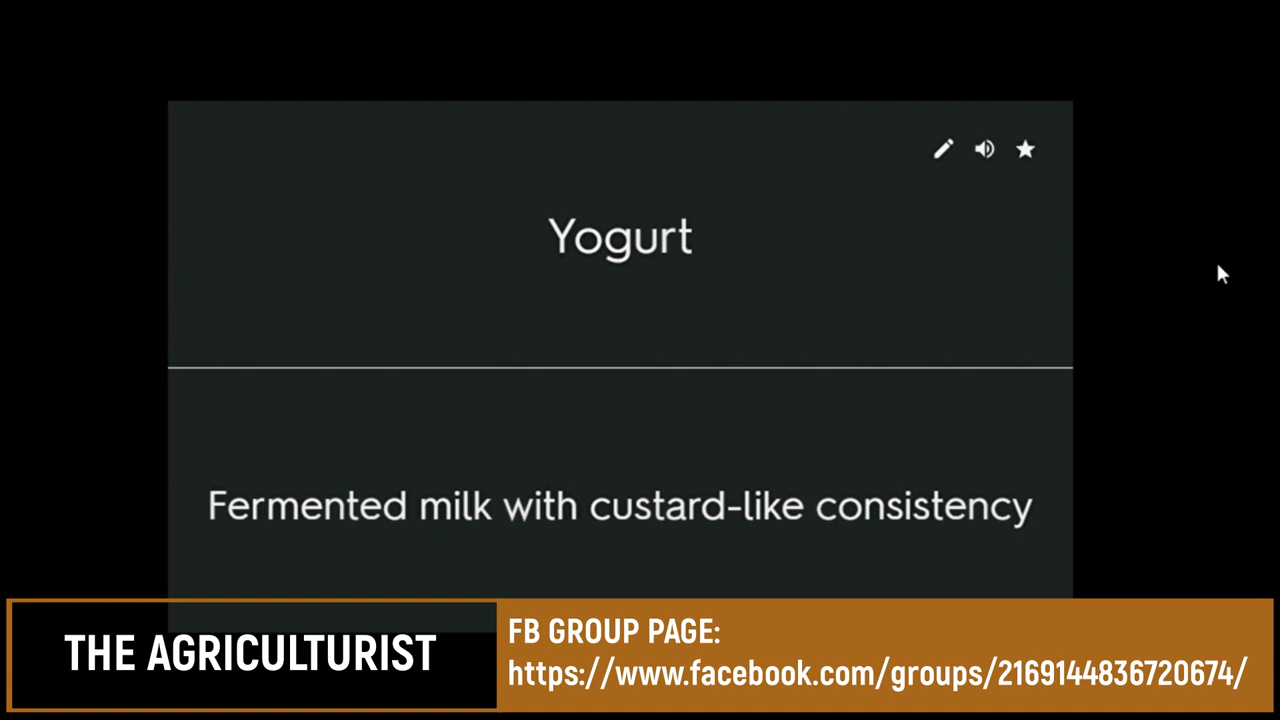 Yogurt
Fermented milk with custard-like consistency
THE AGRICULTURIST
FB GROUP PAGE:
https://www.facebook.com/groups/2169144836720674/